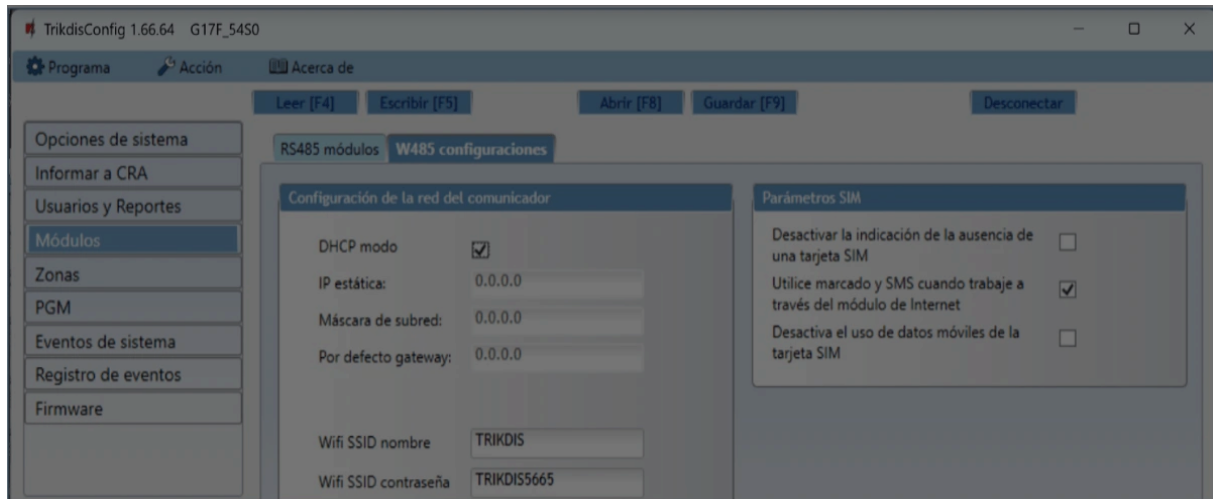 TrikdisConfig 1.66.64 G17F_54S0
Programa Acción Acerca de
Leer [F4] Escribir [F5] Abrir [F8] Guardar [F9] Desconectar
Opciones de sistema
Informar a CRA
Usuarios y Reportes
Módulos
Zonas
PGM
Eventos de sistema
Registro de eventos
Firmware
RS485 módulos W485 configuraciones
Configuración de la red del comunicador
DHCP modo
IP estática: 0.0.0.0
Máscara de subred: 0.0.0.0
Por defecto gateway: 0.0.0.0
Wifi SSID nombre TRIKDIS
Wifi SSID contraseña TRIKDIS5665
Parámetros SIM
Desactivar la indicación de la ausencia de
una tarjeta SIM
Utilice marcado y SMS cuando trabaje a
través del módulo de Internet
Desactiva el uso de datos móviles de la
tarjeta SIM